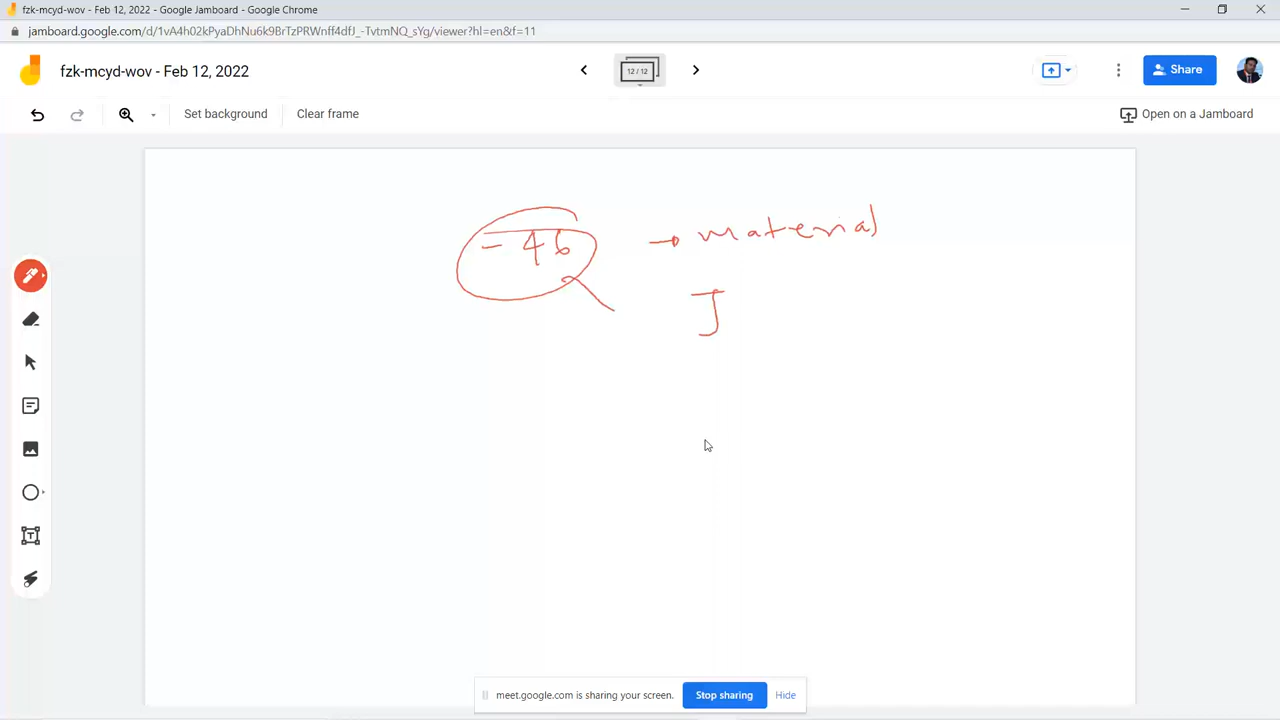 fzk-mcyd-wov - Feb 12, 2022 - Google Jamboard - Google Chrome
jamboard.google.com/d/1vA4h02kPyaDhNu6k9BrTzPRWnff4dfJ_-TvtmNQ_sYg/viewer?hl=en&f=11
fzk-mcyd-wov - Feb 12, 2022
12 / 12
Share
Set background
Clear frame
Open on a Jamboard
- 46 → material
J
meet.google.com is sharing your screen. Stop sharing Hide